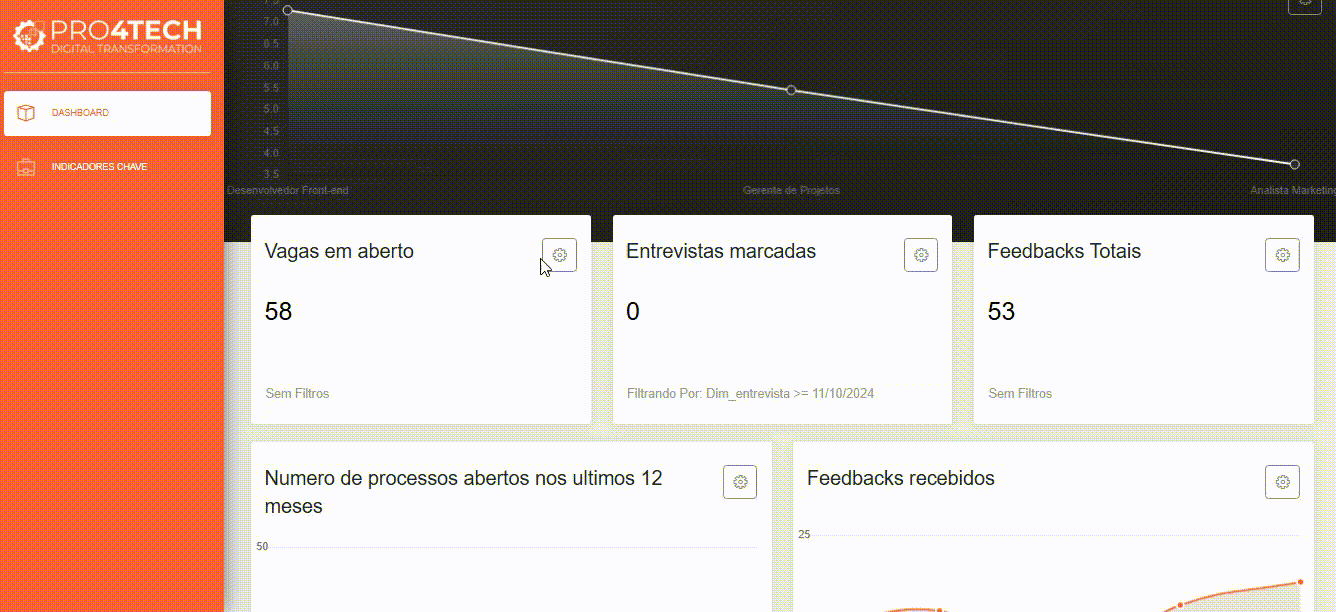 PRO4TECH
DIGITAL TRANSFORMATION
DASHBOARD
INDICADORES CHAVE
7.5
7.0
6.5
6.0
5.5
5.0
4.5
4.0
3.5
Desenvolvedor Front-end
Gerente de Projetos
Analista Marketing
Vagas em aberto
58
Sem Filtros
Entrevistas marcadas
0
Filtrando Por: Dim_entrevista >= 11/10/2024
Feedbacks Totais
53
Sem Filtros
Numero de processos abertos nos ultimos 12
meses
50
Feedbacks recebidos
25